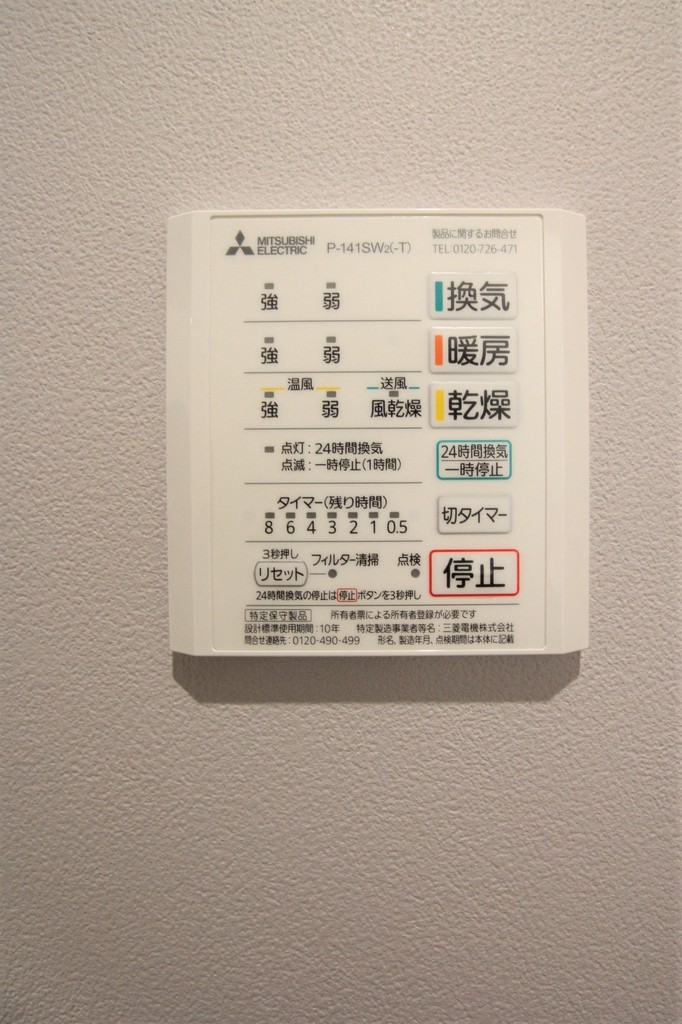 MITSUBISHI ELECTRIC P-141SW2(-T)
製品に関するお問合せ
TEL:0120-726-471
強 弱 換気
強 弱 暖房
温風 送風
強 弱 風乾燥 乾燥
点灯：24時間換気
点滅：一時停止(1時間)
24時間換気
一時停止
タイマー(残り時間)
8 6 4 3 2 1 0.5
切タイマー
3秒押し
リセット フィルター清掃 点検
停止
24時間換気の停止は停止ボタンを3秒押し
特定保守製品 所有者票による所有者登録が必要です
設計標準使用期間：10年 特定製造事業者等名：三菱電機株式会社
問合せ連絡先：0120-490-499 形名、製造年月、点検期間は本体に記載